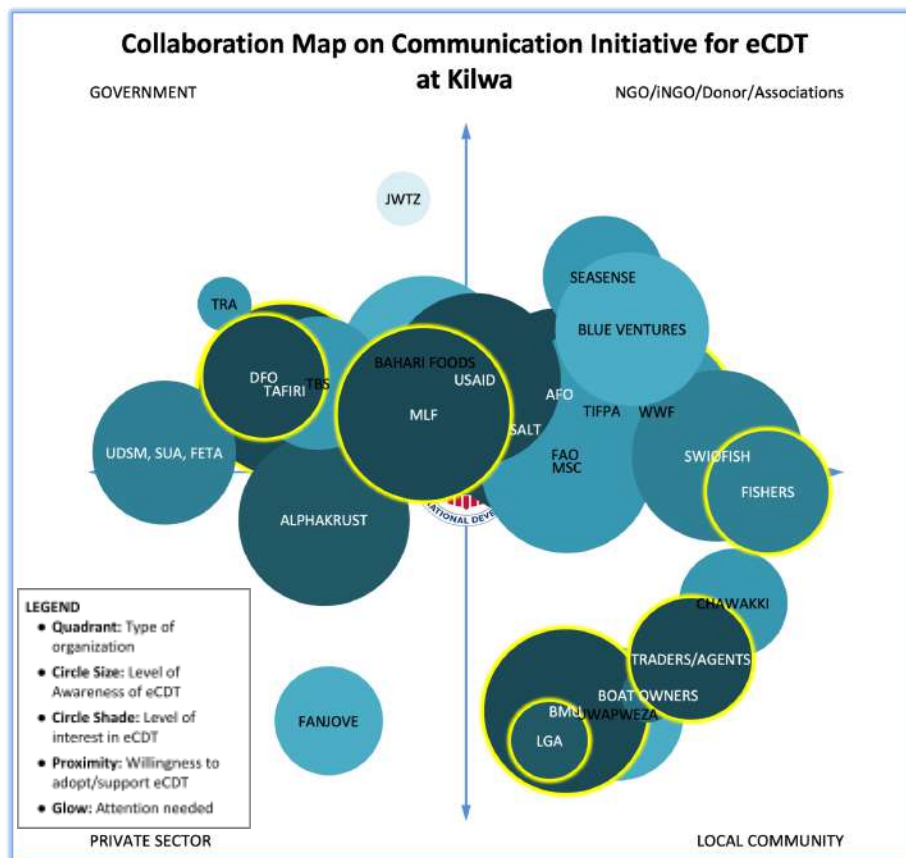 Collaboration Map on Communication Initiative for eCDT
at Kilwa
GOVERNMENT
NGO/iNGO/Donor/Associations
JWTZ
SEASENSE
TRA
BLUE VENTURES
BAHARI FOODS
DFO
USAID
TAFIRI
TBS
AFO
MLF
TIFPA
WWF
SALT
UDSM, SUA, FETA
FAO
MSC
SWIOFISH
FISHERS
NATIONAL DEVE
ALPHAKRUST
CHAWAKKI
TRADERS/AGENTS
BOAT OWNERS
BMU
UWAPWEZA
FANJOVE
LGA
LEGEND
• Quadrant: Type of
organization
• Circle Size: Level of
Awareness of eCDT
• Circle Shade: Level of
interest in eCDT
• Proximity: Willingness to
adopt/support eCDT
• Glow: Attention needed
PRIVATE SECTOR
LOCAL COMMUNITY